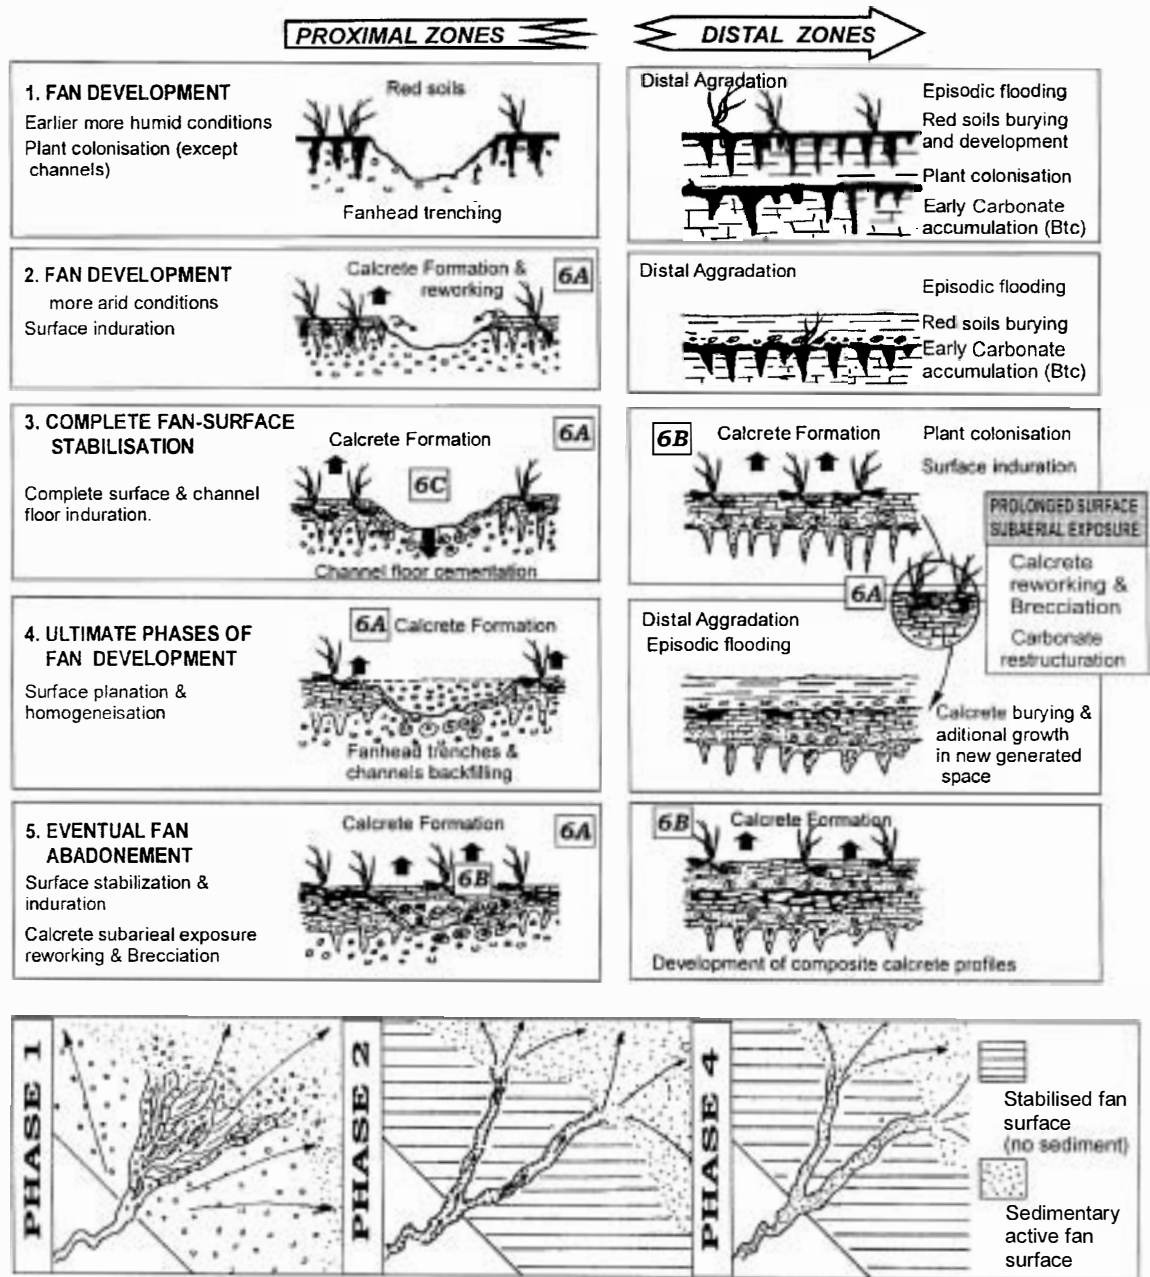 PROXIMAL ZONES
DISTAL ZONES
1. FAN DEVELOPMENT
Earlier more humid conditions
Plant colonisation (except
channels)
Red soils
Fanhead trenching
Distal Agradation
Episodic flooding
Red soils burying
and development
Plant colonisation
Early Carbonate
accumulation (Btc)
2. FAN DEVELOPMENT
more arid conditions
Surface induration
Calcrete Formation &
reworking
6A
Distal Aggradation
Episodic flooding
Red soils burying
Early Carbonate
accumulation (Btc)
3. COMPLETE FAN-SURFACE
STABILISATION
Complete surface & channel
floor induration.
Calcrete Formation
6A
6C
Channel floor cementation
6B
Calcrete Formation
Plant colonisation
Surface induration
PROLONGED SURFACE
SUBAERIAL EXPOSURE
6A
Calcrete
reworking &
Brecciation
Carbonate
restructuration
4. ULTIMATE PHASES OF
FAN DEVELOPMENT
Surface planation &
homogeneisation
6A Calcrete Formation
Fanhead trenches &
channels backfilling
Distal Aggradation
Episodic flooding
Calcrete burying &
aditional growth
in new generated
space
5. EVENTUAL FAN
ABADONEMENT
Surface stabilization &
induration
Calcrete subarieal exposure
reworking & Brecciation
Calcrete Formation
6A
6B
6B
Calcrete Formation
Development of composite calcrete profiles
PHASE 1
PHASE 2
PHASE 4
Stabilised fan
surface
(no sediment)
Sedimentary
active fan
surface